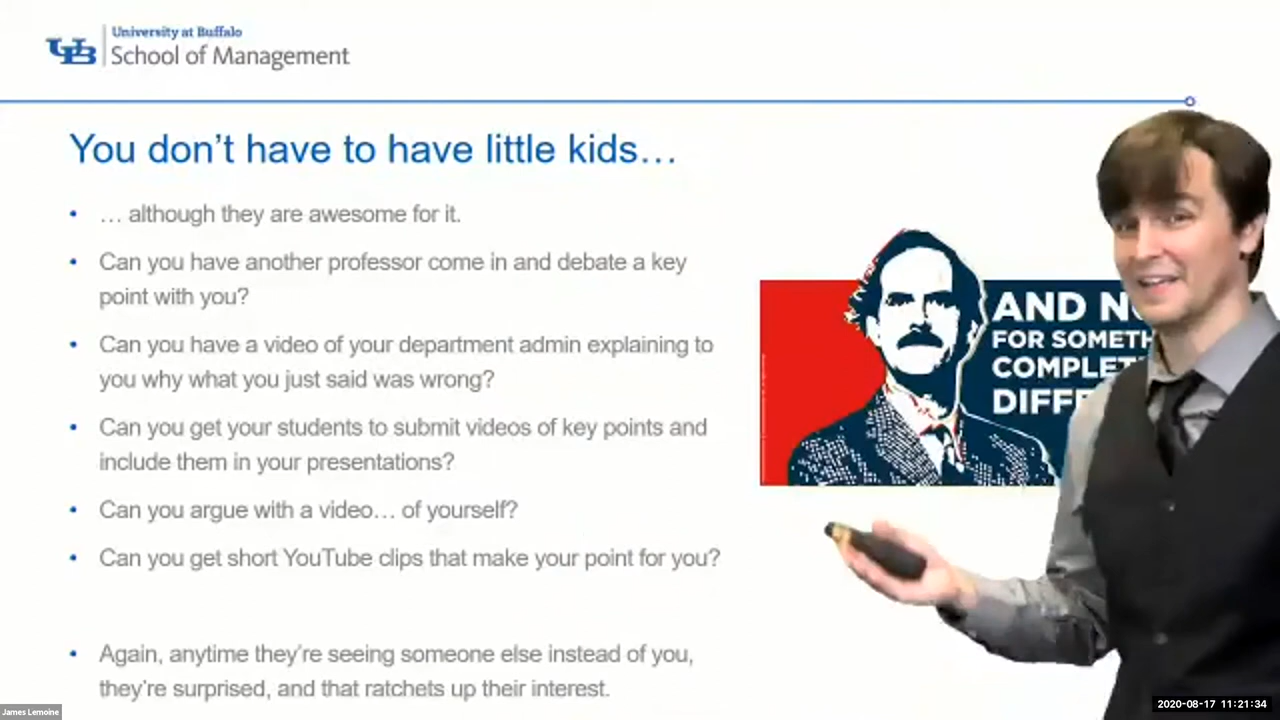 University at Buffalo
UB
School of Management
You don't have to have little kids…
• … although they are awesome for it.
• Can you have another professor come in and debate a key
point with you?
• Can you have a video of your department admin explaining to
you why what you just said was wrong?
• Can you get your students to submit videos of key points and
include them in your presentations?
• Can you argue with a video… of yourself?
• Can you get short YouTube clips that make your point for you?
• Again, anytime they're seeing someone else instead of you,
they're surprised, and that ratchets up their interest.
AND
FOR
James Lemoine
2020-08-17 11:21:34